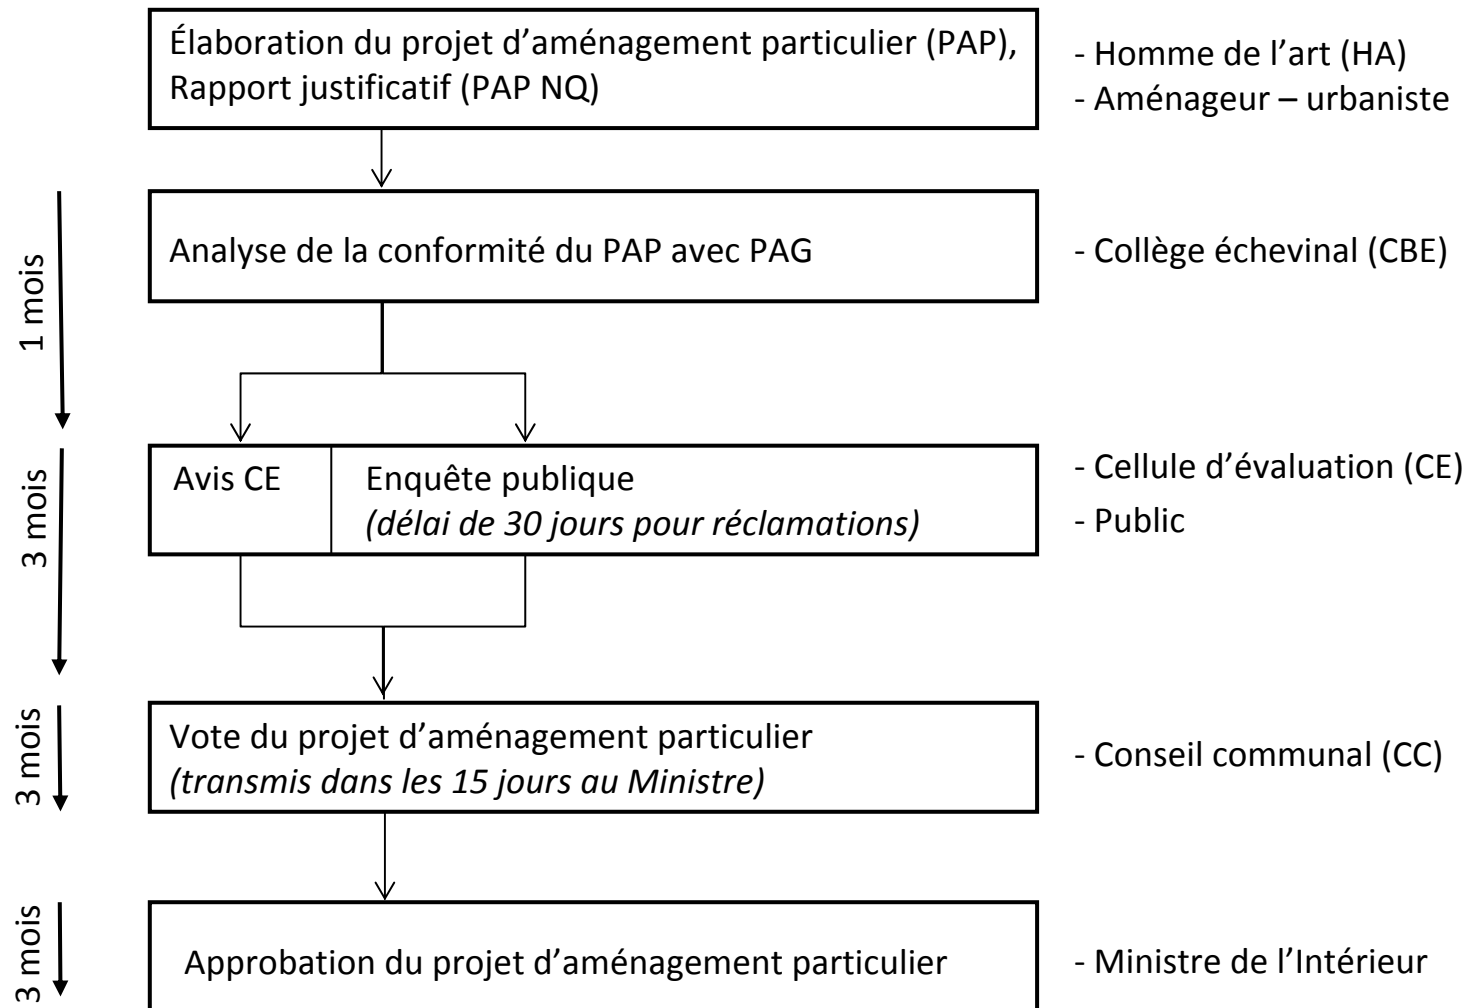 Élaboration du projet d’aménagement particulier (PAP),
Rapport justificatif (PAP NQ)
- Homme de l’art (HA)
- Aménageur – urbaniste
1 mois
Analyse de la conformité du PAP avec PAG
- Collège échevinal (CBE)
3 mois
Avis CE
Enquête publique
(délai de 30 jours pour réclamations)
- Cellule d’évaluation (CE)
- Public
3 mois
Vote du projet d’aménagement particulier
(transmis dans les 15 jours au Ministre)
- Conseil communal (CC)
3 mois
Approbation du projet d’aménagement particulier
- Ministre de l’Intérieur